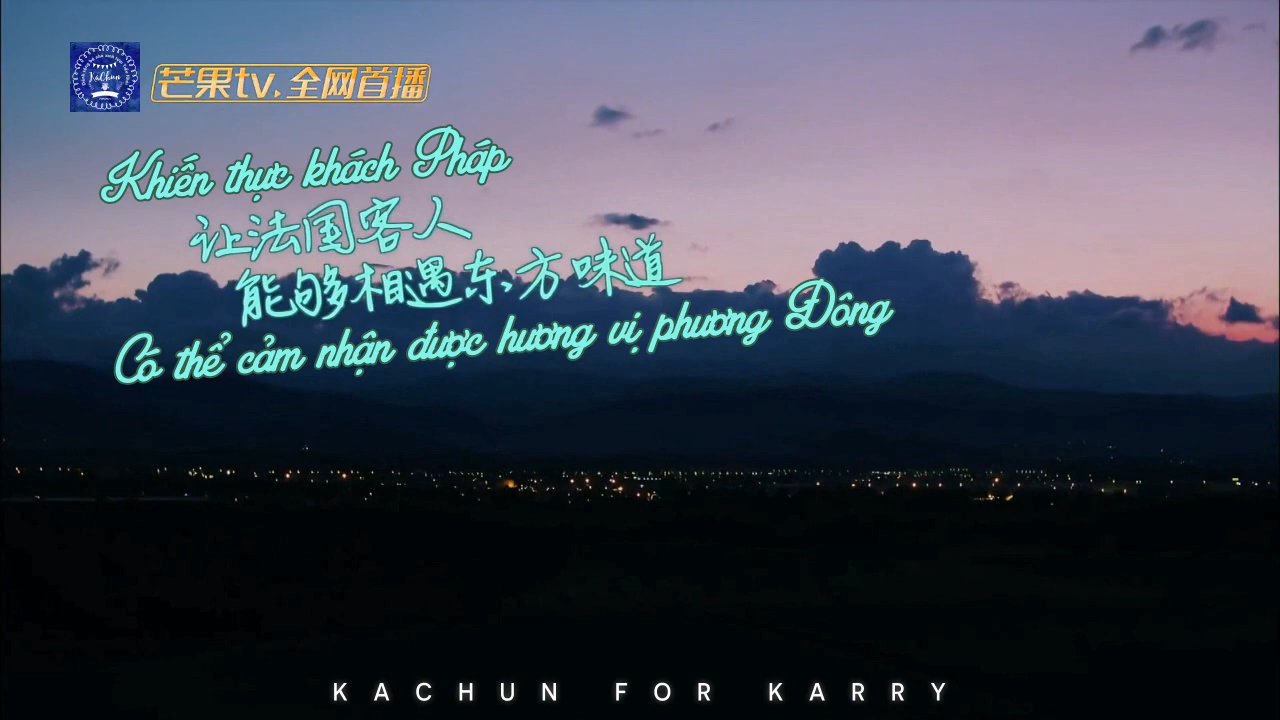 KaChun
芒果tv.全网首播
Khiến thực khách Pháp
让法国客人
能够相遇东方味道
Có thể cảm nhận được hương vị phương Đông
KACHUN FOR KARRY